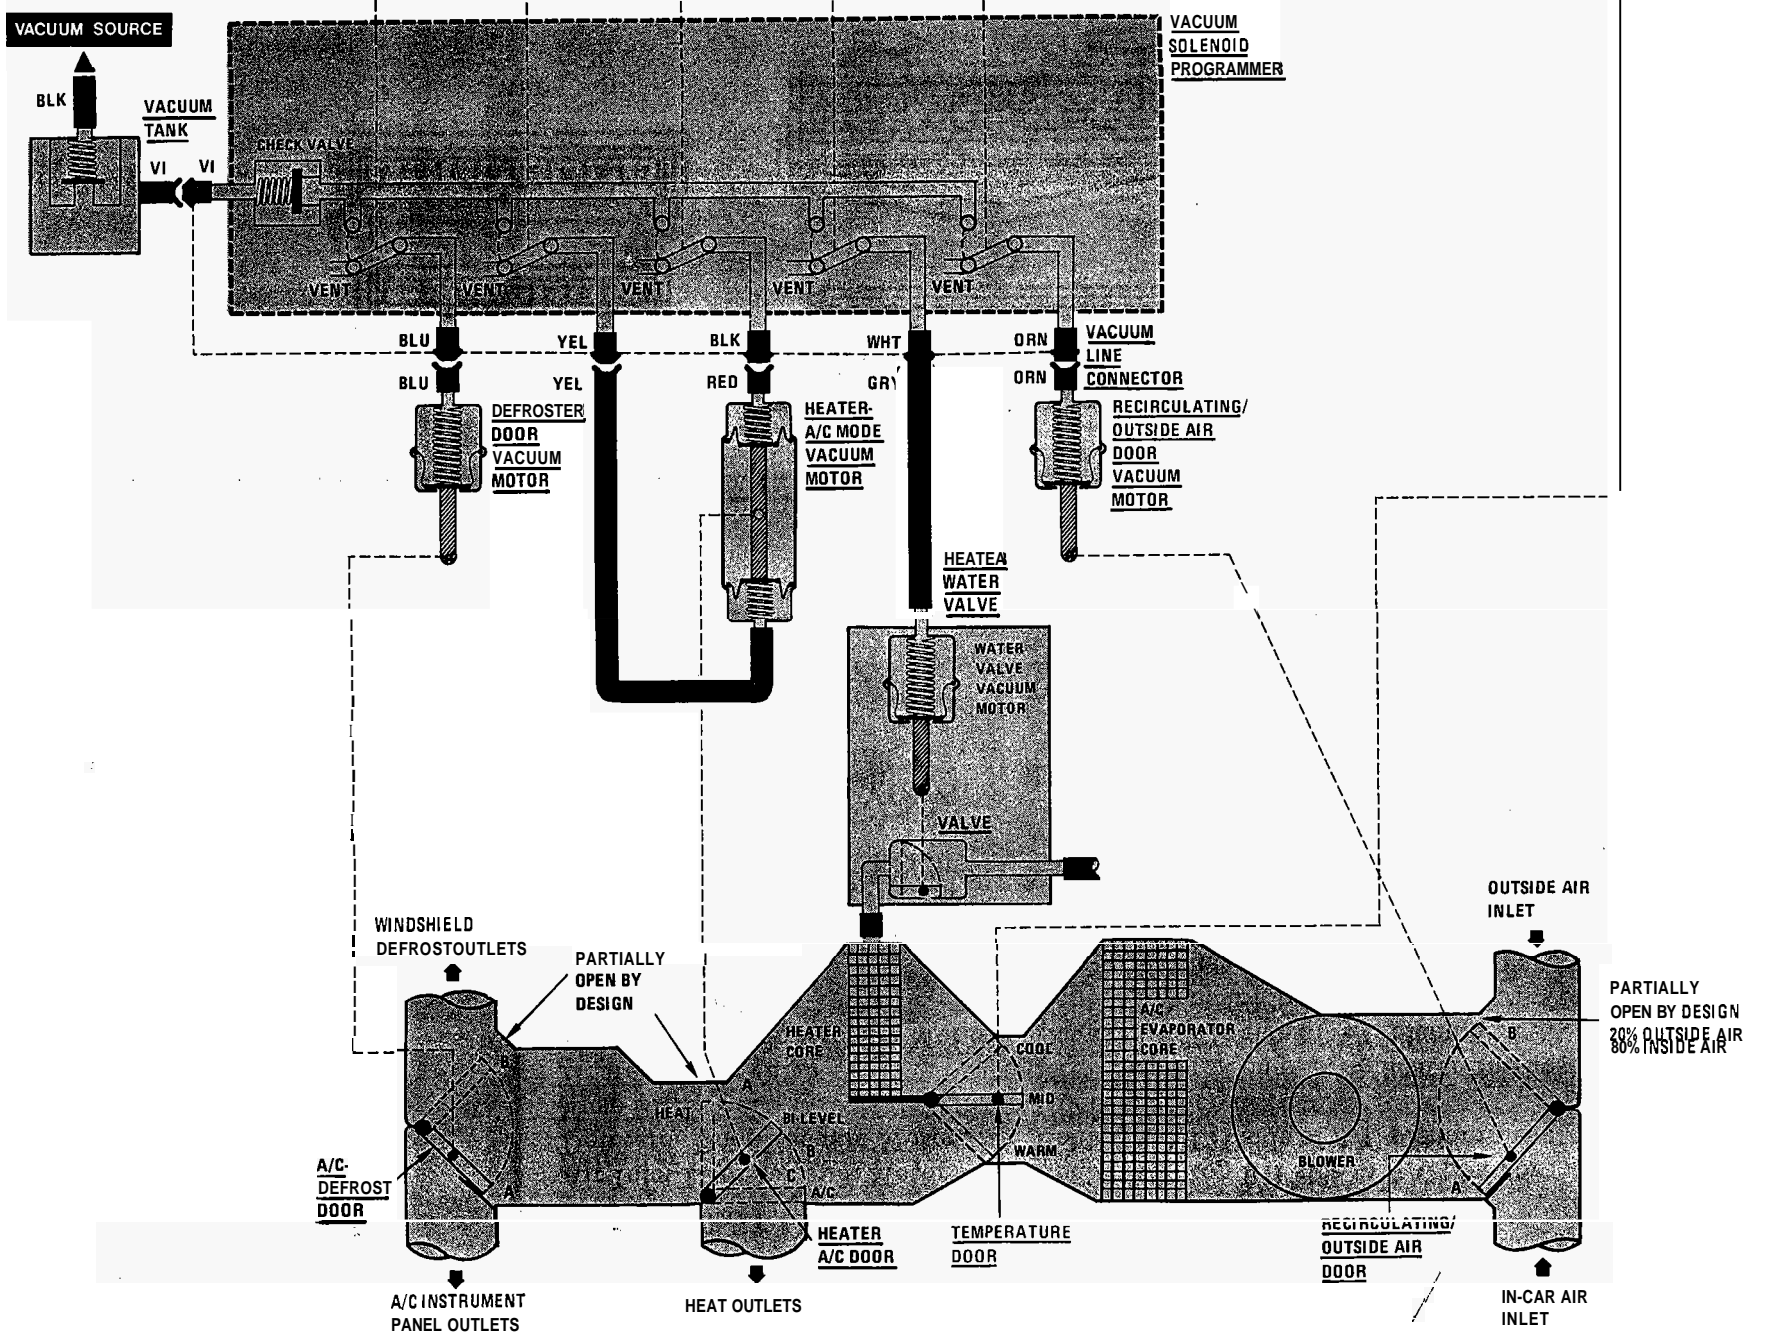 VACUUM SOURCE
VACUUM
SOLENOID
PROGRAMMER
BLK
VACUUM
TANK
VI VI
CHECK VALVE
VENT VENT VENT VENT VENT
BLU YEL BLK WHT ORN
VACUUM
LINE
CONNECTOR
BLU YEL RED GRY ORN
DEFROSTER
DOOR
VACUUM
MOTOR
HEATER-
A/C MODE
VACUUM
MOTOR
RECIRCULATING/
OUTSIDE AIR
DOOR
VACUUM
MOTOR
HEATEA
WATER
VALVE
WATER
VALVE
VACUUM
MOTOR
VALVE
OUTSIDE AIR
INLET
WINDSHIELD
DEFROSTOUTLETS
PARTIALLY
OPEN BY
DESIGN
PARTIALLY
OPEN BY DESIGN
20% OUTSIDE AIR
80% INSIDE AIR
HEATER
CORE
A/C
EVAPORATOR
CORE
COOL
MID
WARM
B
A
HEAT
A
BI-LEVEL
B
C
A/C
BLOWER
B
A
A/C-
DEFROST
DOOR
HEATER
A/C DOOR
TEMPERATURE
DOOR
RECIRCULATING/
OUTSIDE AIR
DOOR
A/C INSTRUMENT
PANEL OUTLETS
HEAT OUTLETS
IN-CAR AIR
INLET